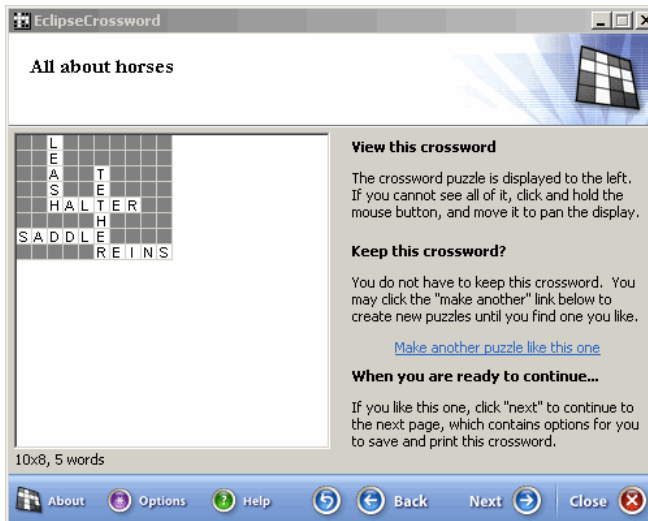 EclipseCrossword
All about horses
L
E
A T
S E
H A L T E R
H
S A D D L E
R E I N S
10x8, 5 words
View this crossword
The crossword puzzle is displayed to the left.
If you cannot see all of it, click and hold the
mouse button, and move it to pan the display.
Keep this crossword?
You do not have to keep this crossword. You
may click the "make another" link below to
create new puzzles until you find one you like.
Make another puzzle like this one
When you are ready to continue...
If you like this one, click "next" to continue to
the next page, which contains options for you
to save and print this crossword.
About Options Help Back Next Close